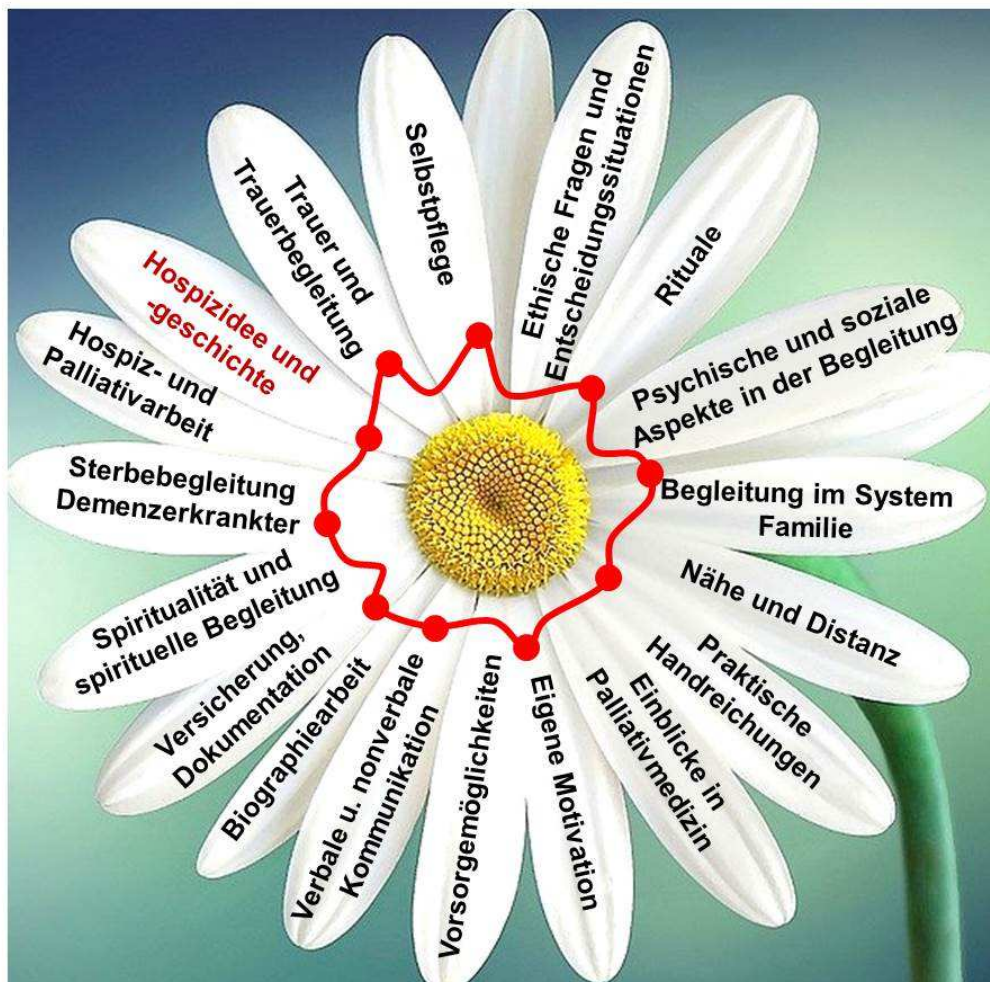 Selbstpflege
Ethische Fragen und
Entscheidungssituationen
Rituale
Psychische und soziale
Aspekte in der Begleitung
Begleitung im System
Familie
Nähe und Distanz
Praktische
Handreichungen
Einblicke in
Palliativmedizin
Eigene Motivation
Vorsorgemöglichkeiten
Verbale u. nonverbale
Kommunikation
Biographiearbeit
Versicherung,
Dokumentation
Spiritualität und
spirituelle Begleitung
Sterbebegleitung
Demenzerkrankter
Hospiz- und
Palliativarbeit
Hospizidee und
-geschichte
Trauer und
Trauerbegleitung